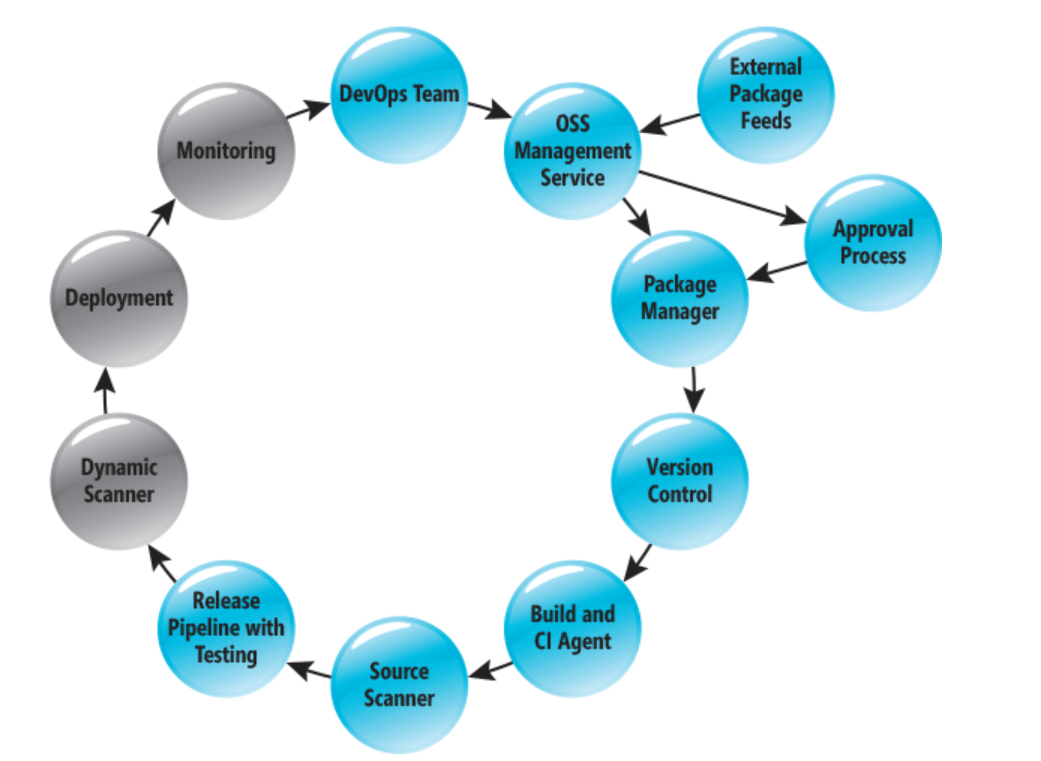 DevOps Team
OSS
Management
Service
External
Package
Feeds
Approval
Process
Package
Manager
Version
Control
Build and
CI Agent
Source
Scanner
Release
Pipeline with
Testing
Dynamic
Scanner
Deployment
Monitoring